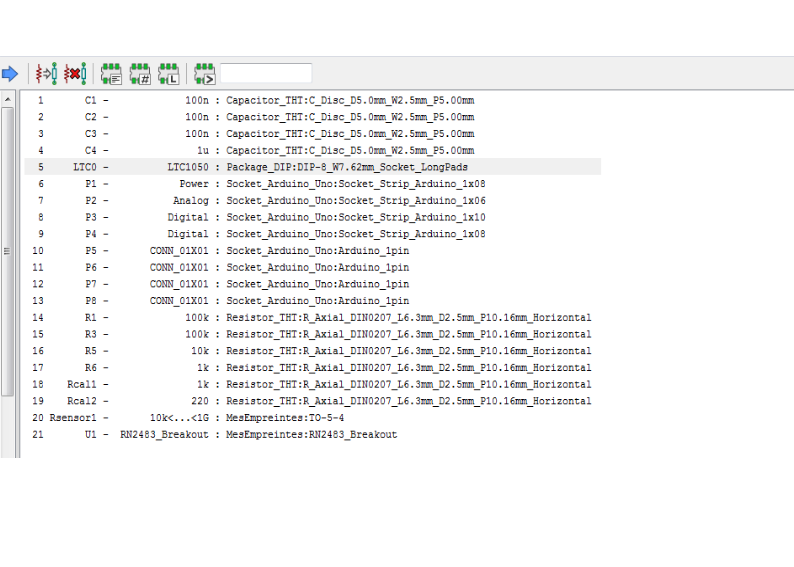 1 C1 - 100n : Capacitor_THT:C_Disc_D5.0mm_W2.5mm_P5.00mm
2 C2 - 100n : Capacitor_THT:C_Disc_D5.0mm_W2.5mm_P5.00mm
3 C3 - 100n : Capacitor_THT:C_Disc_D5.0mm_W2.5mm_P5.00mm
4 C4 - 1u : Capacitor_THT:C_Disc_D5.0mm_W2.5mm_P5.00mm
5 LTC0 - LTC1050 : Package_DIP:DIP-8_W7.62mm_Socket_LongPads
6 P1 - Power : Socket_Arduino_Uno:Socket_Strip_Arduino_1x08
7 P2 - Analog : Socket_Arduino_Uno:Socket_Strip_Arduino_1x06
8 P3 - Digital : Socket_Arduino_Uno:Socket_Strip_Arduino_1x10
9 P4 - Digital : Socket_Arduino_Uno:Socket_Strip_Arduino_1x08
10 P5 - CONN_01X01 : Socket_Arduino_Uno:Arduino_1pin
11 P6 - CONN_01X01 : Socket_Arduino_Uno:Arduino_1pin
12 P7 - CONN_01X01 : Socket_Arduino_Uno:Arduino_1pin
13 P8 - CONN_01X01 : Socket_Arduino_Uno:Arduino_1pin
14 R1 - 100k : Resistor_THT:R_Axial_DIN0207_L6.3mm_D2.5mm_P10.16mm_Horizontal
15 R3 - 100k : Resistor_THT:R_Axial_DIN0207_L6.3mm_D2.5mm_P10.16mm_Horizontal
16 R5 - 10k : Resistor_THT:R_Axial_DIN0207_L6.3mm_D2.5mm_P10.16mm_Horizontal
17 R6 - 1k : Resistor_THT:R_Axial_DIN0207_L6.3mm_D2.5mm_P10.16mm_Horizontal
18 Rcal1 - 1k : Resistor_THT:R_Axial_DIN0207_L6.3mm_D2.5mm_P10.16mm_Horizontal
19 Rcal2 - 220 : Resistor_THT:R_Axial_DIN0207_L6.3mm_D2.5mm_P10.16mm_Horizontal
20 Rsensor1 - 10k<...<1G : MesEmpreintes:TO-5-4
21 U1 - RN2483_Breakout : MesEmpreintes:RN2483_Breakout